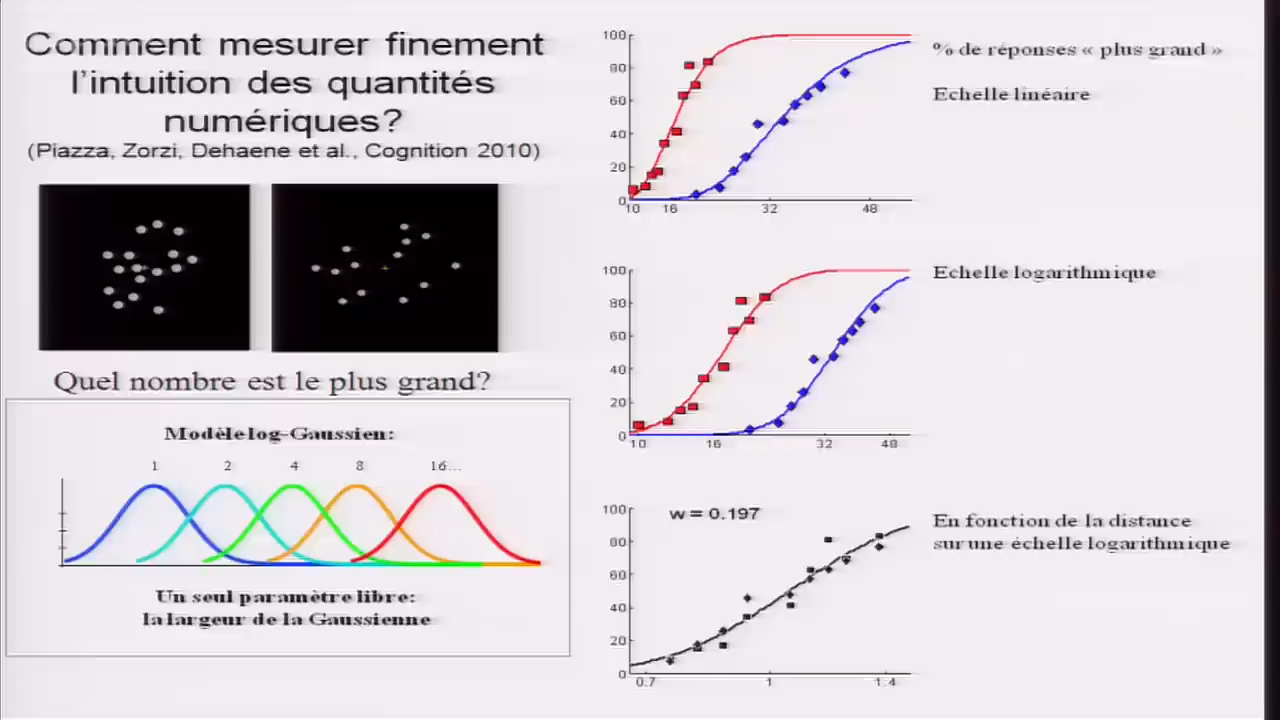 Comment mesurer finement
l'intuition des quantités
numériques?
(Piazza, Zorzi, Dehaene et al., Cognition 2010)
Quel nombre est le plus grand?
Modèle log-Gaussien:
1 2 4 8 16...
Un seul paramètre libre:
la largeur de la Gaussienne
100
80
60
40
20
0
10 16 32 48
% de réponses « plus grand »
Echelle linéaire
100
80
60
40
20
0
10 16 32 48
Echelle logarithmique
w = 0.197
100
80
60
40
20
0
0.7 1 1.4
En fonction de la distance
sur une échelle logarithmique